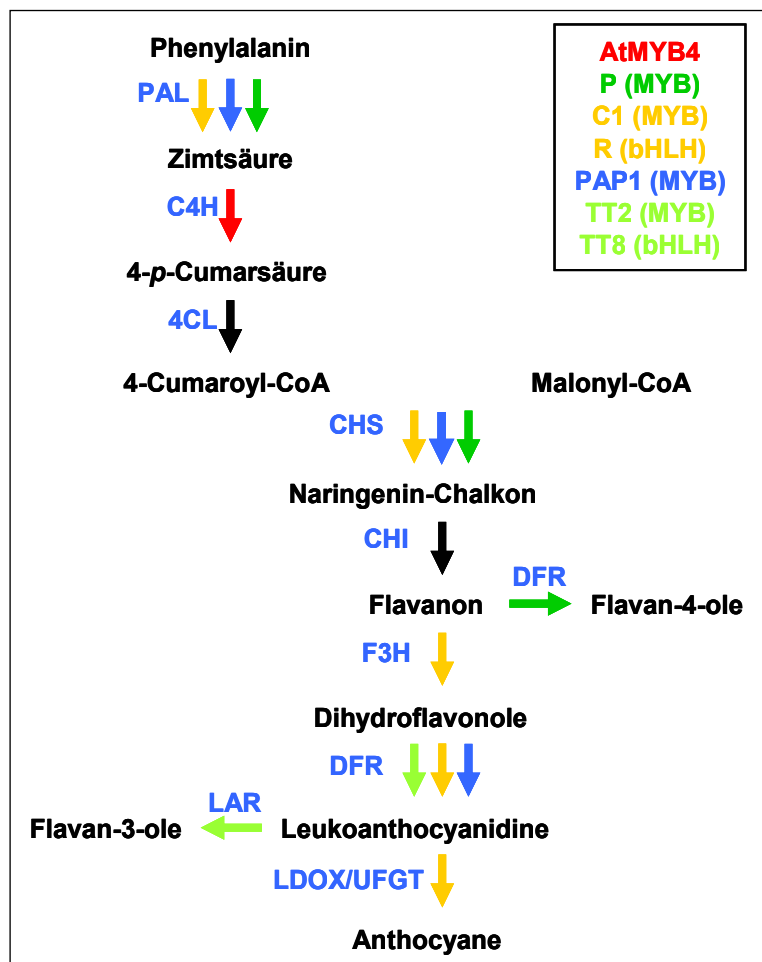 Phenylalanin
AtMYB4
P (MYB)
C1 (MYB)
R (bHLH)
PAP1 (MYB)
TT2 (MYB)
TT8 (bHLH)
PAL
Zimtsäure
C4H
4-p-Cumarsäure
4CL
4-Cumaroyl-CoA
Malonyl-CoA
CHS
Naringenin-Chalkon
CHI
DFR
Flavanon
Flavan-4-ole
F3H
Dihydroflavonole
DFR
LAR
Flavan-3-ole
Leukoanthocyanidine
LDOX/UFGT
Anthocyane